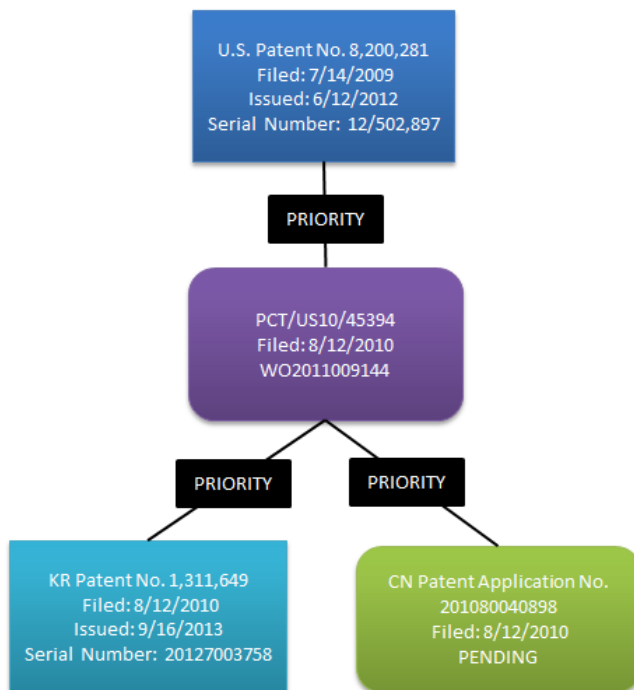 U.S. Patent No. 8,200,281
Filed: 7/14/2009
Issued: 6/12/2012
Serial Number: 12/502,897
PRIORITY
PCT/US10/45394
Filed: 8/12/2010
WO2011009144
PRIORITY
PRIORITY
KR Patent No. 1,311,649
Filed: 8/12/2010
Issued: 9/16/2013
Serial Number: 20127003758
CN Patent Application No.
201080040898
Filed: 8/12/2010
PENDING